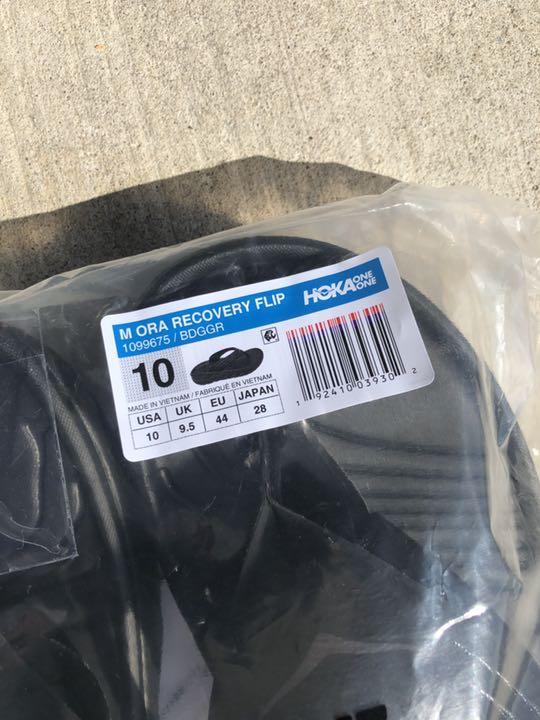 M ORA RECOVERY FLIP
HOKA ONE ONE
1099675 / BDGGR
10
MADE IN VIETNAM / FABRIQUÉ EN VIETNAM
USA UK EU JAPAN
10 9.5 44 28
1 92410 03930 2